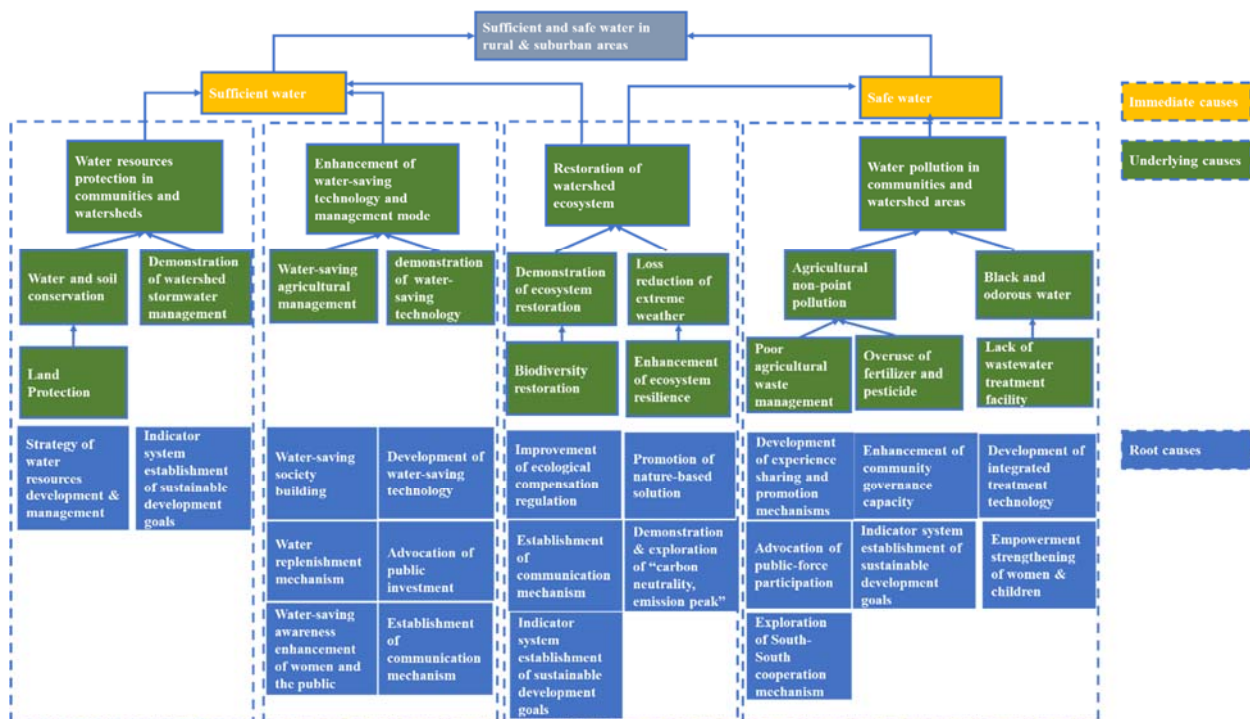 Sufficient and safe water in
rural & suburban areas
Sufficient water
Safe water
Immediate causes
Underlying causes
Root causes
Water resources
protection in
communities and
watersheds
Water and soil
conservation
Demonstration
of watershed
stormwater
management
Land
Protection
Strategy of
water
resources
development &
management
Indicator
system
establishment
of sustainable
development
goals
Enhancement of
water-saving
technology and
management mode
Water-saving
agricultural
management
demonstration
of water-
saving
technology
Water-saving
society
building
Development of
water-saving
technology
Water
replenishment
mechanism
Advocation of
public
investment
Water-saving
awareness
enhancement
of women and
the public
Establishment
of
communication
mechanism
Restoration of
watershed
ecosystem
Demonstration
of ecosystem
restoration
Loss
reduction of
extreme
weather
Biodiversity
restoration
Enhancement
of ecosystem
resilience
Improvement
of ecological
compensation
regulation
Promotion of
nature-based
solution
Establishment
of
communication
mechanism
Demonstration
& exploration
of “carbon
neutrality,
emission peak”
Indicator
system
establishment
of sustainable
development
goals
Water pollution in
communities and
watershed areas
Agricultural
non-point
pollution
Black and
odorous water
Poor
agricultural
waste
management
Overuse of
fertilizer and
pesticide
Lack of
wastewater
treatment
facility
Development
of experience
sharing and
promotion
mechanisms
Enhancement of
community
governance
capacity
Development of
integrated
treatment
technology
Advocation of
public-force
participation
Indicator system
establishment of
sustainable
development
goals
Empowerment
strengthening
of women &
children
Exploration
of South-
South
cooperation
mechanism